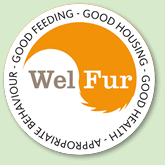 GOOD FEEDING - GOOD HOUSING - GOOD HEALTH - APPROPRIATE BEHAVIOUR -
Wel Fur